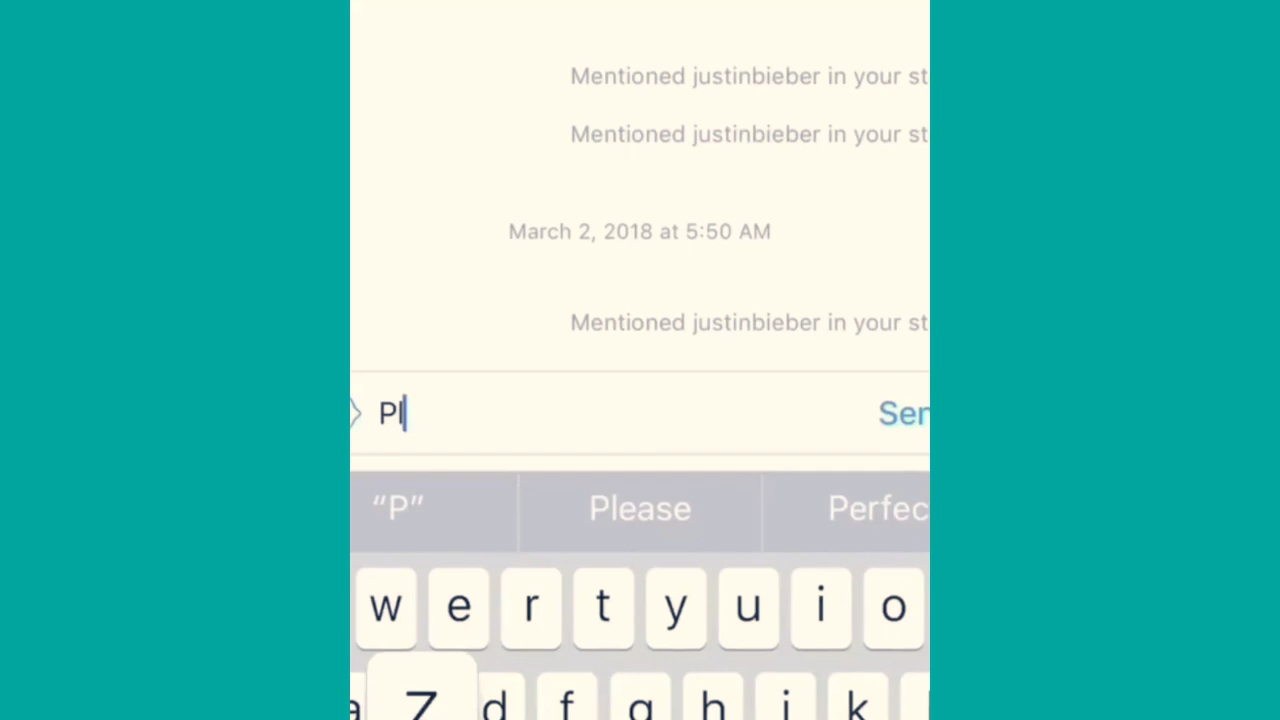 Mentioned justinbieber in your st
Mentioned justinbieber in your st
March 2, 2018 at 5:50 AM
Mentioned justinbieber in your st
Pl
Sen
“P” Please Perfec
w e r t y u i o
a Z d f g h j k